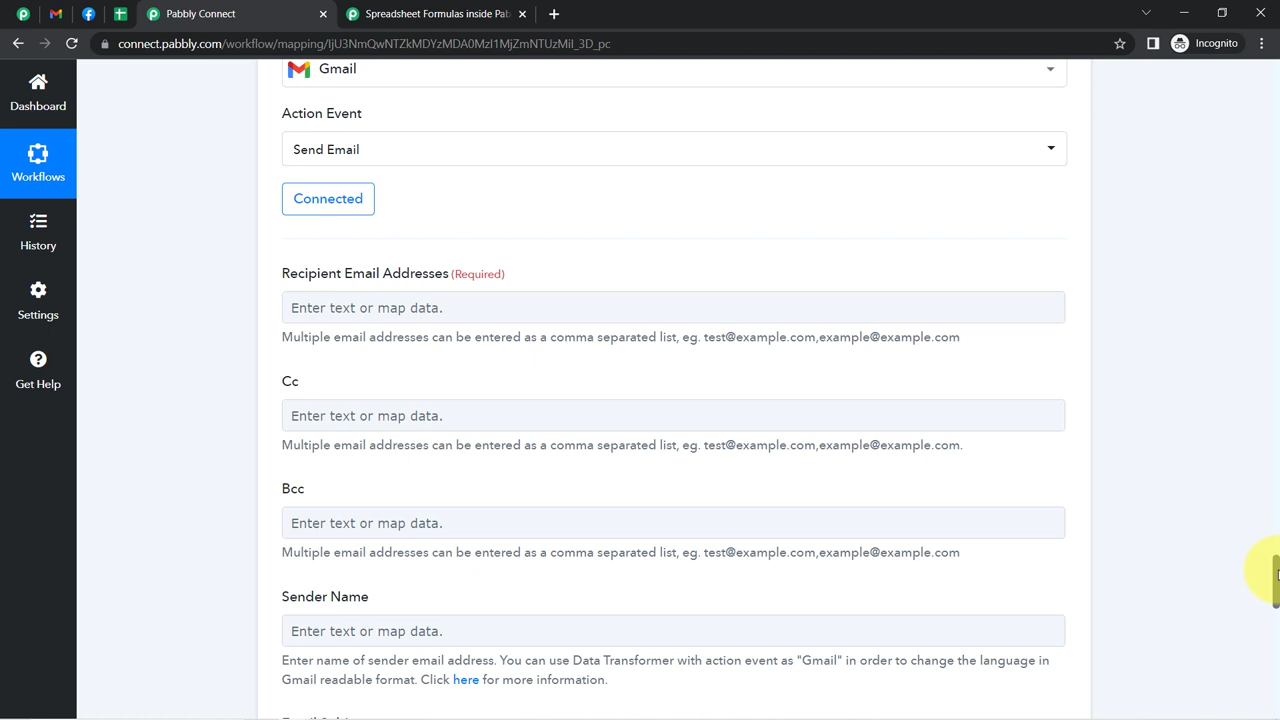 Pabbly Connect
Spreadsheet Formulas inside Pab
connect.pabbly.com/workflow/mapping/IjU3NmQwNTZkMDYzMDA0MzI1MjZmNTUzMiI_3D_pc
Incognito
Dashboard
Workflows
History
Settings
Get Help
Gmail
Action Event
Send Email
Connected
Recipient Email Addresses (Required)
Enter text or map data.
Multiple email addresses can be entered as a comma separated list, eg. test@example.com,example@example.com
Cc
Enter text or map data.
Multiple email addresses can be entered as a comma separated list, eg. test@example.com,example@example.com.
Bcc
Enter text or map data.
Multiple email addresses can be entered as a comma separated list, eg. test@example.com,example@example.com
Sender Name
Enter text or map data.
Enter name of sender email address. You can use Data Transformer with action event as "Gmail" in order to change the language in
Gmail readable format. Click here for more information.